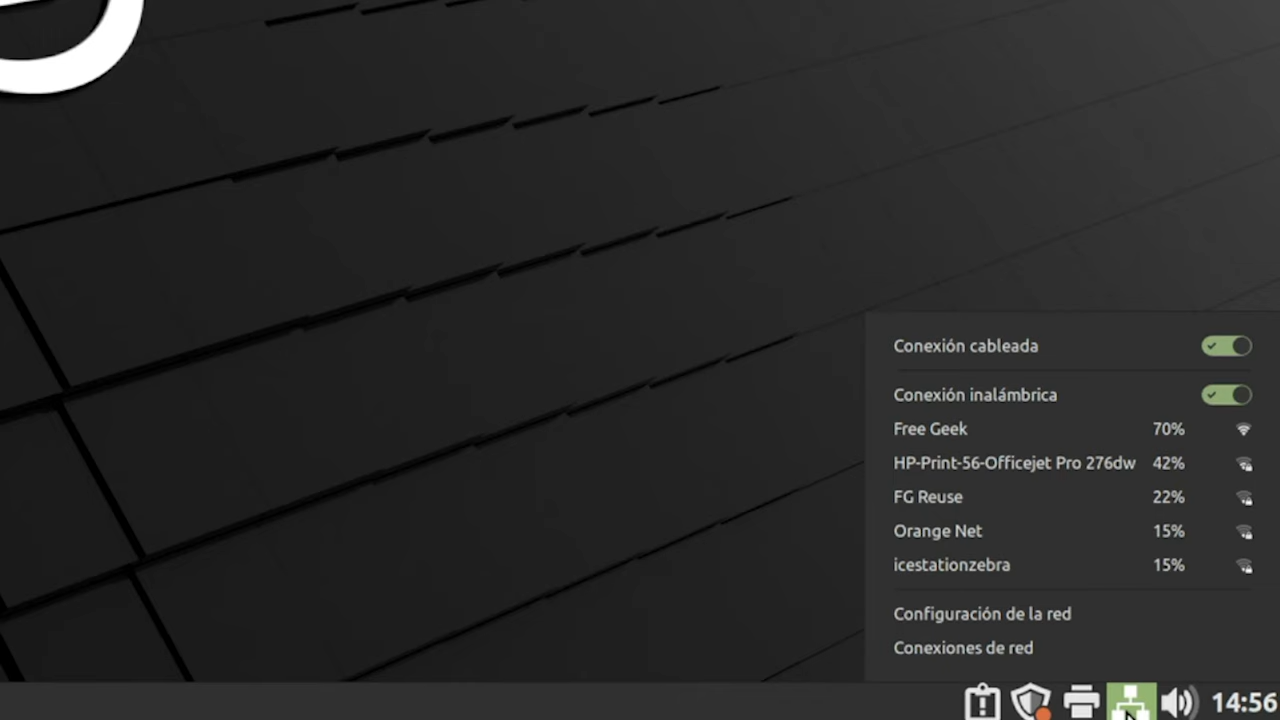 Conexión cableada
Conexión inalámbrica
Free Geek 70%
HP-Print-56-Officejet Pro 276dw 42%
FG Reuse 22%
Orange Net 15%
icestationzebra 15%
Configuración de la red
Conexiones de red
14:56